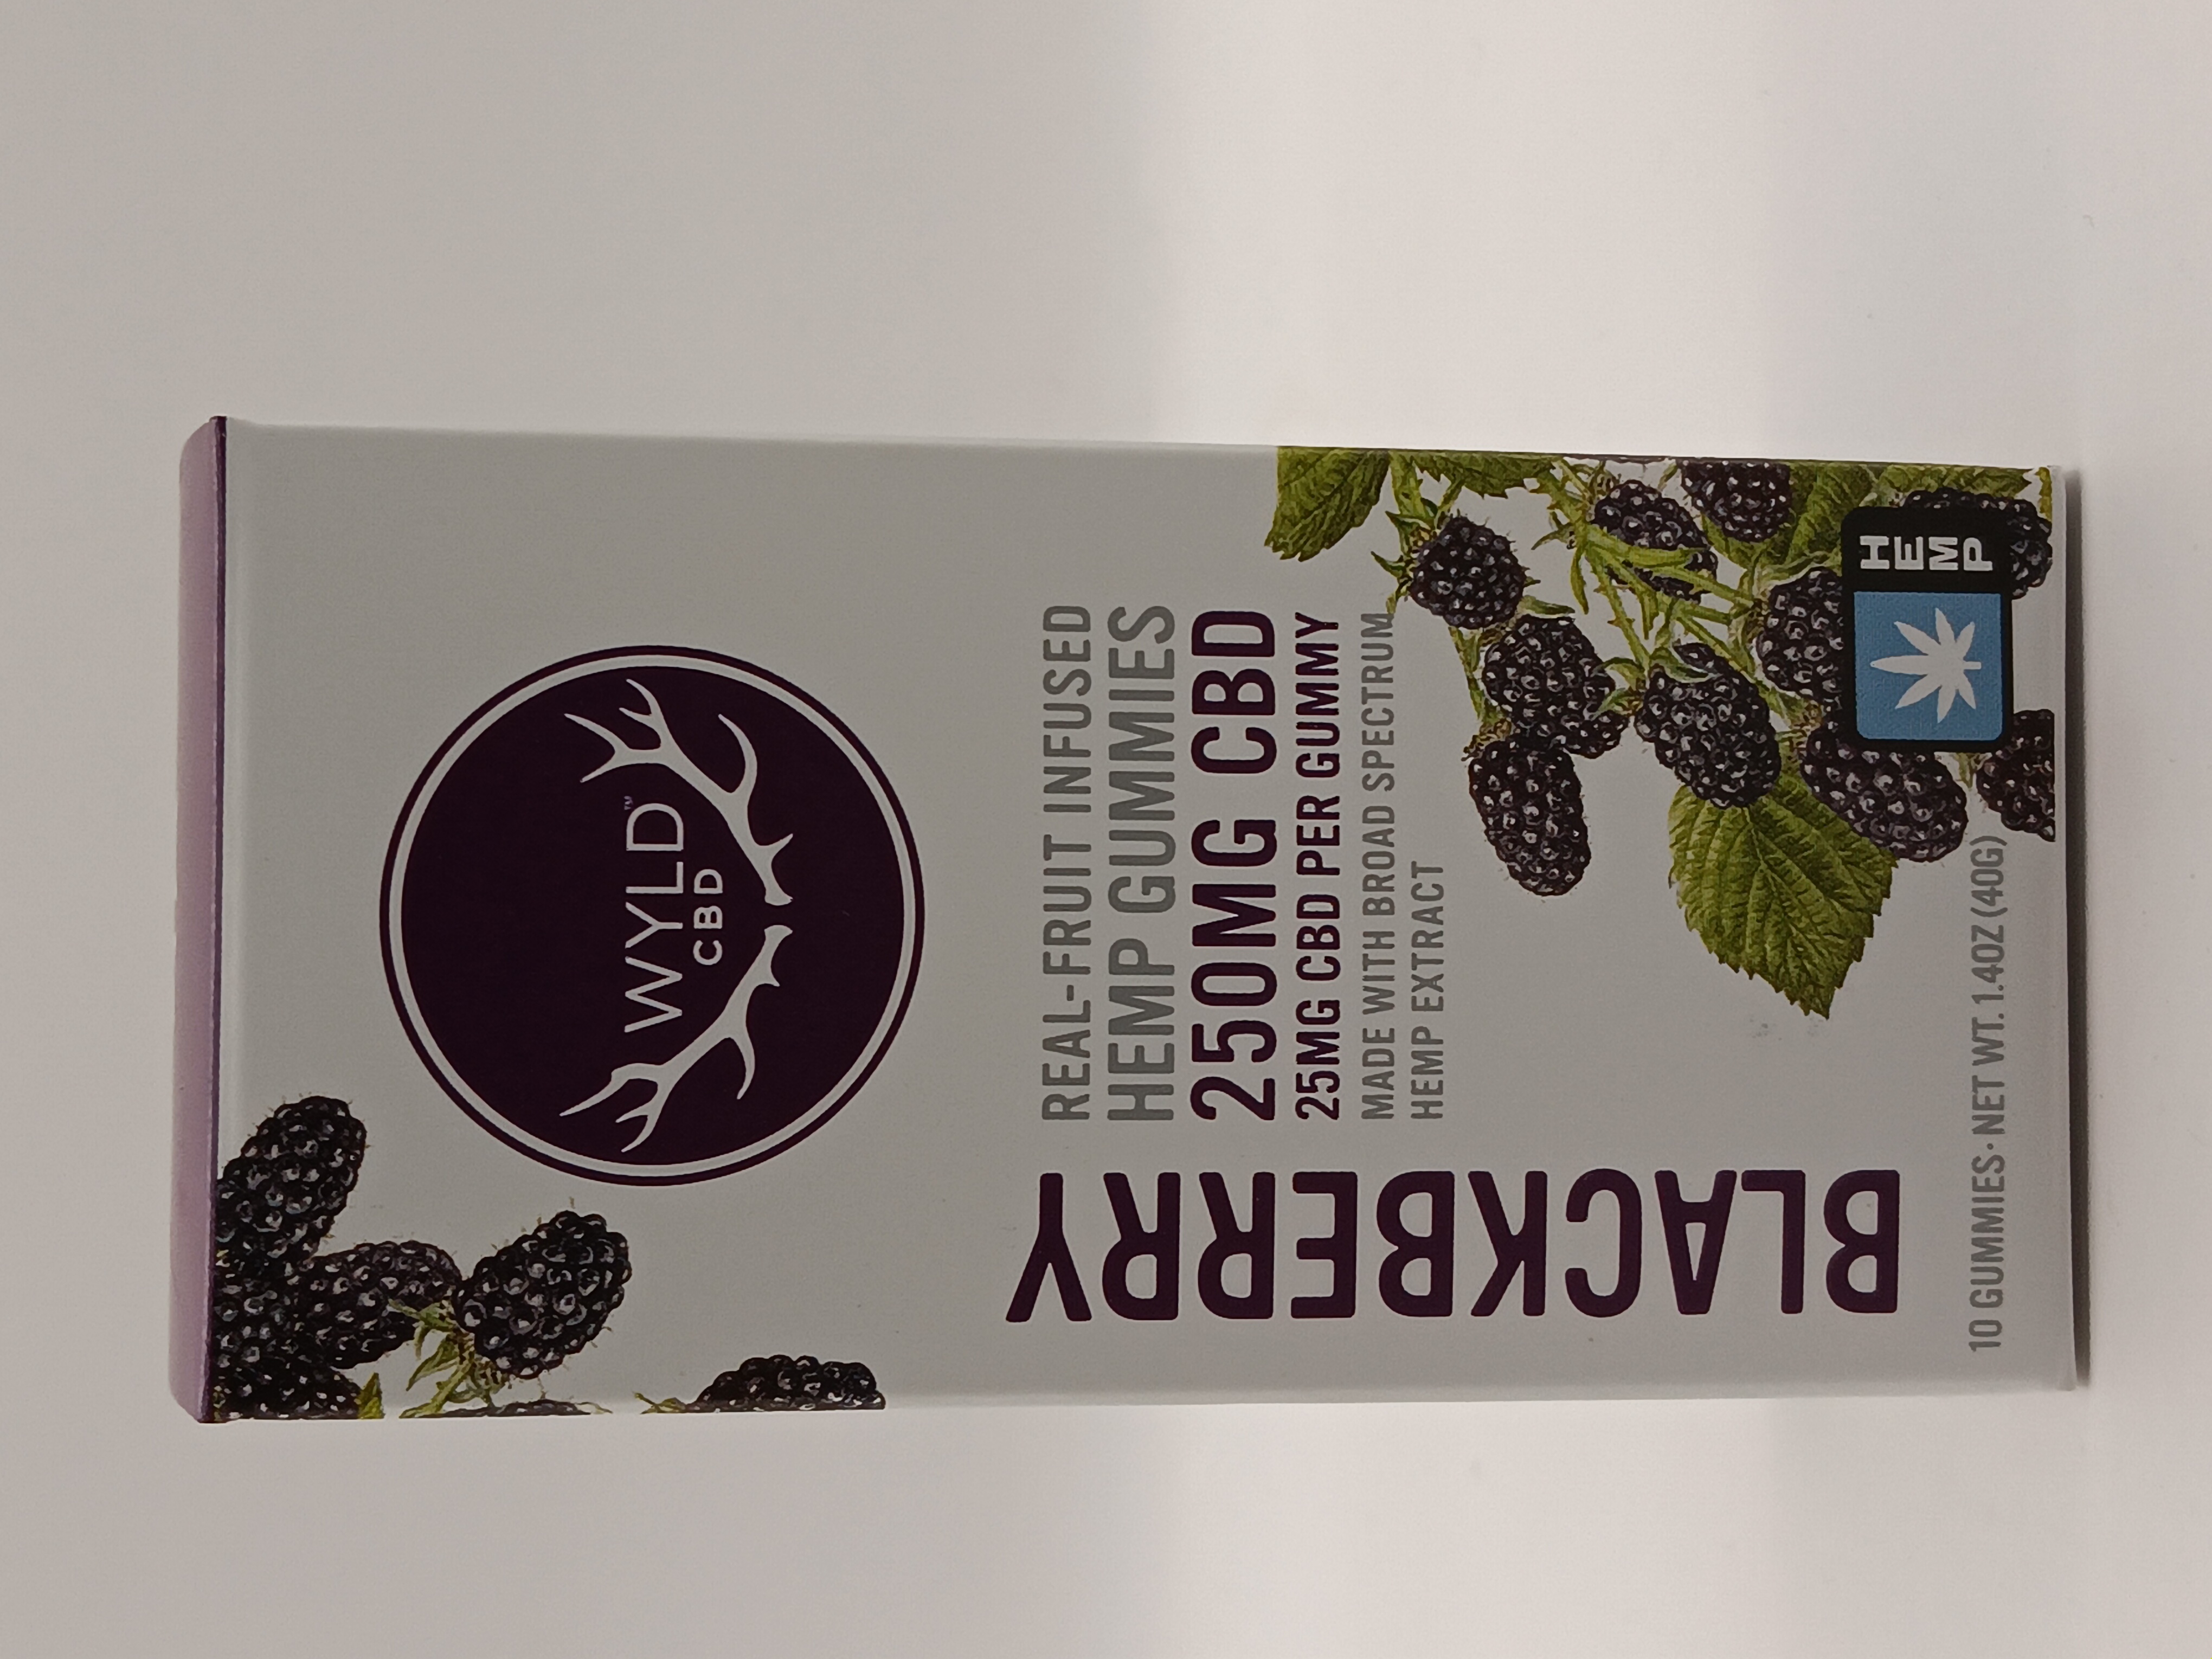 WYLD™
CBD
REAL-FRUIT INFUSED
HEMP GUMMIES
250MG CBD
25MG CBD PER GUMMY
MADE WITH BROAD SPECTRUM
HEMP EXTRACT
BLACKBERRY
HEMP
10 GUMMIES · NET WT. 1.4OZ (40G)